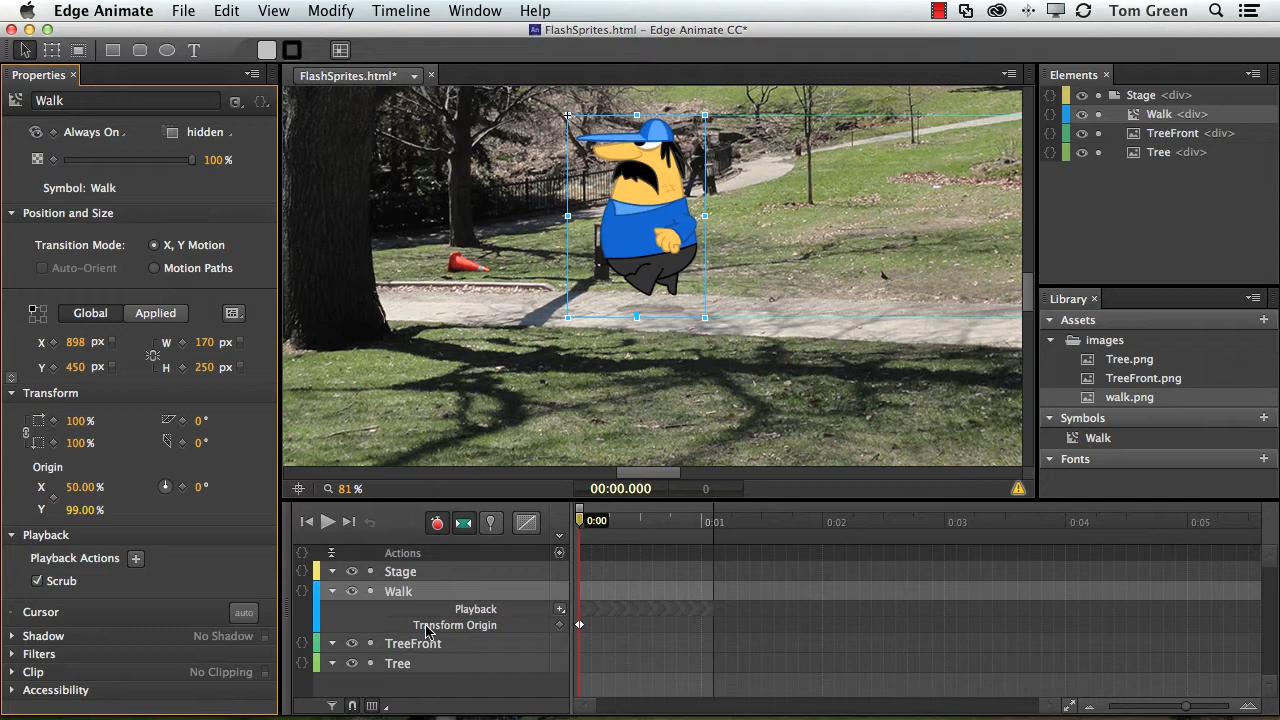 Edge Animate File Edit View Modify Timeline Window Help Tom Green
An FlashSprites.html - Edge Animate CC*
T
Properties × FlashSprites.html* × Elements ×
Walk
Stage <div>
Walk <div>
TreeFront <div>
Tree <div>
Always On hidden
100 %
Symbol: Walk
Position and Size
Transition Mode: X, Y Motion
Auto-Orient Motion Paths
Global Applied
X 898 px W 170 px
Y 450 px H 250 px
Transform
100 % 0 °
100 % 0 °
Origin
X 50.00 % 0 °
Y 99.00 %
Playback
Playback Actions +
Scrub
Cursor auto
Shadow No Shadow
Filters
Clip No Clipping
Accessibility
Library ×
Assets +
images
Tree.png
TreeFront.png
walk.png
Symbols +
Walk
Fonts +
81 % 00:00.000 0
0:00 0:01 0:02 0:03 0:04 0:05
Actions
Stage
Walk
Playback
Transform Origin
TreeFront
Tree